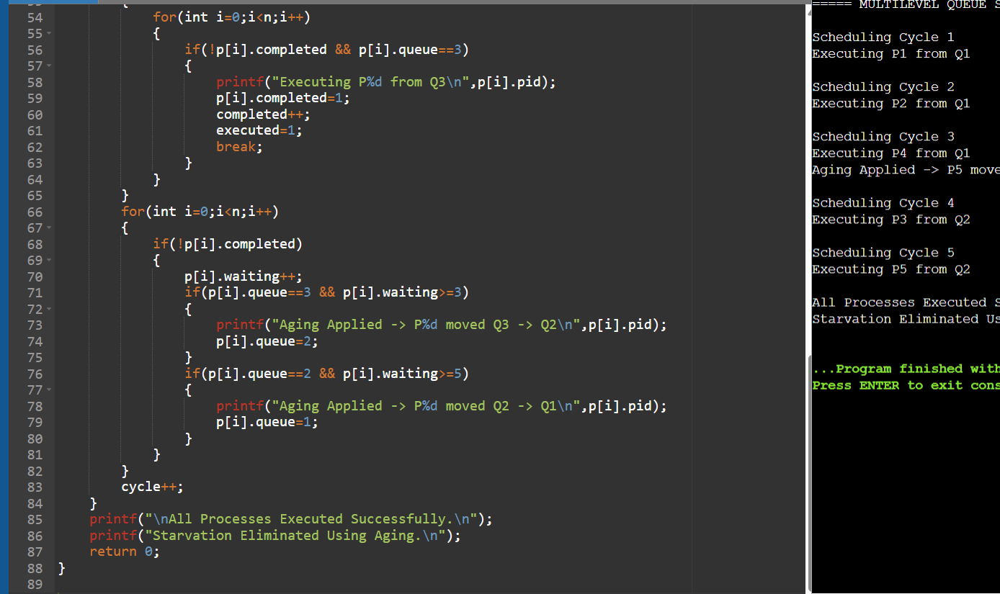 54 for(int i=0;i<n;i++)
55 {
56 if(!p[i].completed && p[i].queue==3)
57 {
58 printf("Executing P%d from Q3\n",p[i].pid);
59 p[i].completed=1;
60 completed++;
61 executed=1;
62 break;
63 }
64 }
65 }
66 for(int i=0;i<n;i++)
67 {
68 if(!p[i].completed)
69 {
70 p[i].waiting++;
71 if(p[i].queue==3 && p[i].waiting>=3)
72 {
73 printf("Aging Applied -> P%d moved Q3 -> Q2\n",p[i].pid);
74 p[i].queue=2;
75 }
76 if(p[i].queue==2 && p[i].waiting>=5)
77 {
78 printf("Aging Applied -> P%d moved Q2 -> Q1\n",p[i].pid);
79 p[i].queue=1;
80 }
81 }
82 }
83 cycle++;
84 }
85 printf("\nAll Processes Executed Successfully.\n");
86 printf("Starvation Eliminated Using Aging.\n");
87 return 0;
88 }
89
===== MULTILEVEL QUEUE S
Scheduling Cycle 1
Executing P1 from Q1
Scheduling Cycle 2
Executing P2 from Q1
Scheduling Cycle 3
Executing P4 from Q1
Aging Applied -> P5 move
Scheduling Cycle 4
Executing P3 from Q2
Scheduling Cycle 5
Executing P5 from Q2
All Processes Executed S
Starvation Eliminated Us
...Program finished with
Press ENTER to exit cons